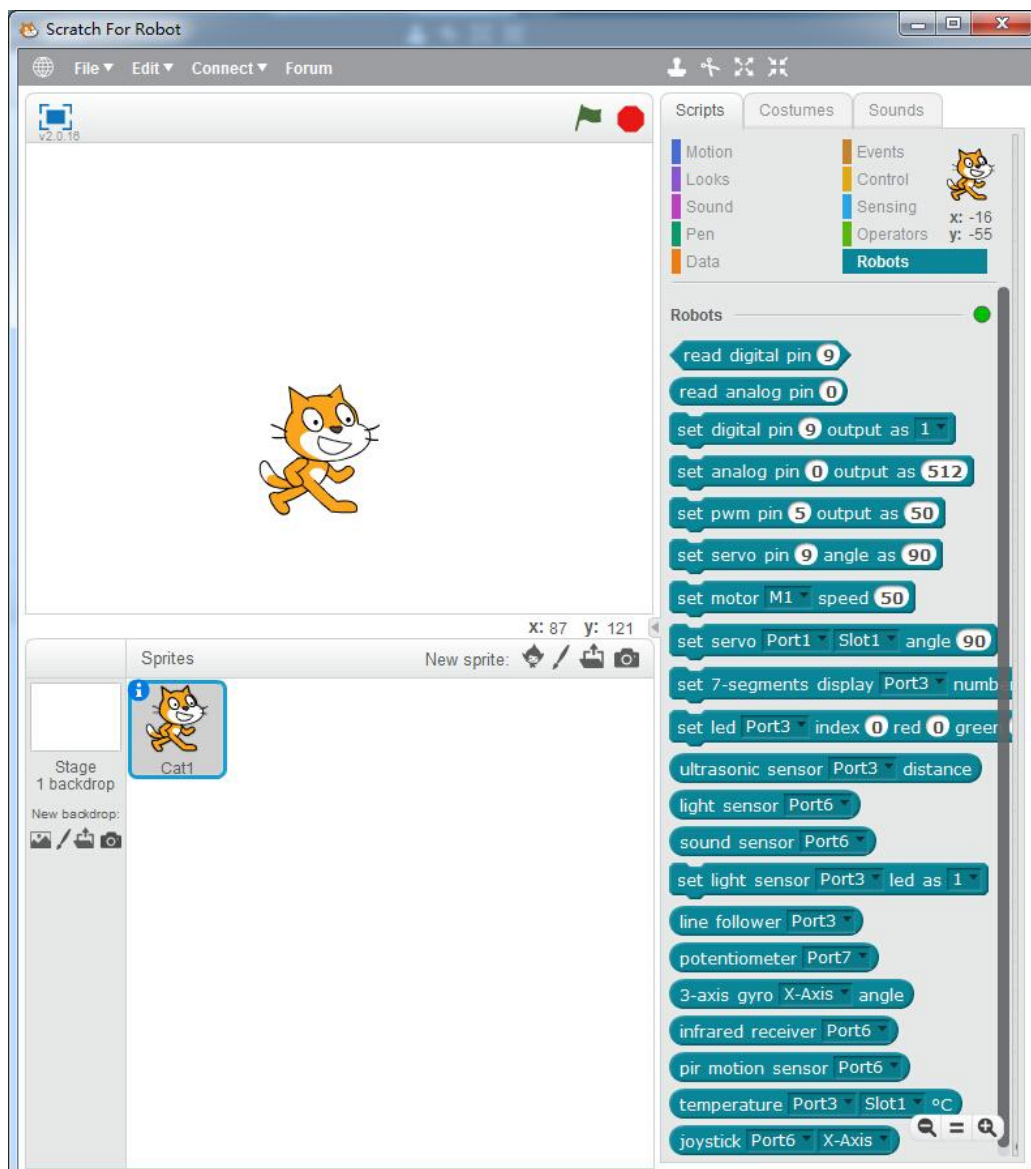 Scratch For Robot
File Edit Connect Forum
v2.0.16
x: 87 y: 121
Sprites New sprite:
Cat1
Stage
1 backdrop
New backdrop:
Scripts Costumes Sounds
Motion Events
Looks Control
Sound Sensing
Pen Operators
Data Robots
x: -16
y: -55
Robots
read digital pin 9
read analog pin 0
set digital pin 9 output as 1
set analog pin 0 output as 512
set pwm pin 5 output as 50
set servo pin 9 angle as 90
set motor M1 speed 50
set servo Port1 Slot1 angle 90
set 7-segments display Port3 numb
set led Port3 index 0 red 0 green
ultrasonic sensor Port3 distance
light sensor Port6
sound sensor Port6
set light sensor Port3 led as 1
line follower Port3
potentiometer Port7
3-axis gyro X-Axis angle
infrared receiver Port6
pir motion sensor Port6
temperature Port3 Slot1 °C
joystick Port6 X-Axis